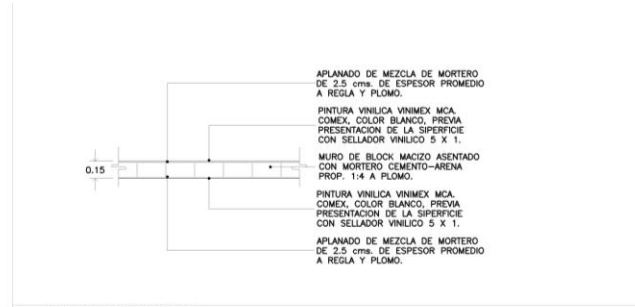 APLANADO DE MEZCLA DE MORTERO
DE 2.5 cms. DE ESPESOR PROMEDIO
A REGLA Y PLOMO.
PINTURA VINILICA VINIMEX MCA.
COMEX, COLOR BLANCO, PREVIA
PRESENTACION DE LA SIPERFICIE
CON SELLADOR VINILICO 5 X 1.
0.15
MURO DE BLOCK MACIZO ASENTADO
CON MORTERO CEMENTO-ARENA
PROP. 1:4 A PLOMO.
PINTURA VINILICA VINIMEX MCA.
COMEX, COLOR BLANCO, PREVIA
PRESENTACION DE LA SIPERFICIE
CON SELLADOR VINILICO 5 X 1.
APLANADO DE MEZCLA DE MORTERO
DE 2.5 cms. DE ESPESOR PROMEDIO
A REGLA Y PLOMO.